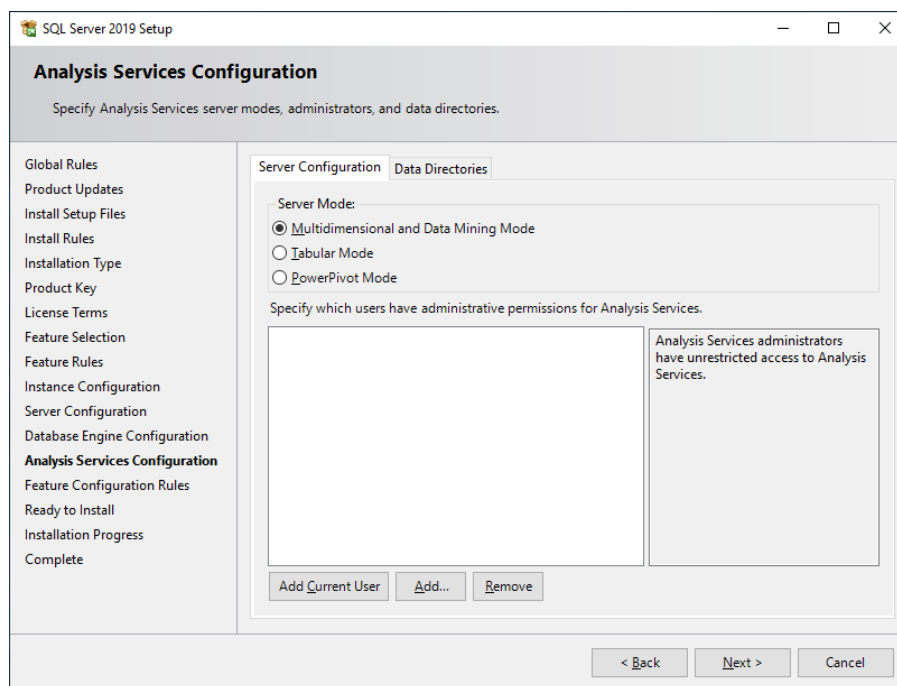 SQL Server 2019 Setup
Analysis Services Configuration
Specify Analysis Services server modes, administrators, and data directories.
Global Rules
Product Updates
Install Setup Files
Install Rules
Installation Type
Product Key
License Terms
Feature Selection
Feature Rules
Instance Configuration
Server Configuration
Database Engine Configuration
Analysis Services Configuration
Feature Configuration Rules
Ready to Install
Installation Progress
Complete
Server Configuration Data Directories
Server Mode:
Multidimensional and Data Mining Mode
Tabular Mode
PowerPivot Mode
Specify which users have administrative permissions for Analysis Services.
Analysis Services administrators
have unrestricted access to Analysis
Services.
Add Current User Add... Remove
< Back Next > Cancel